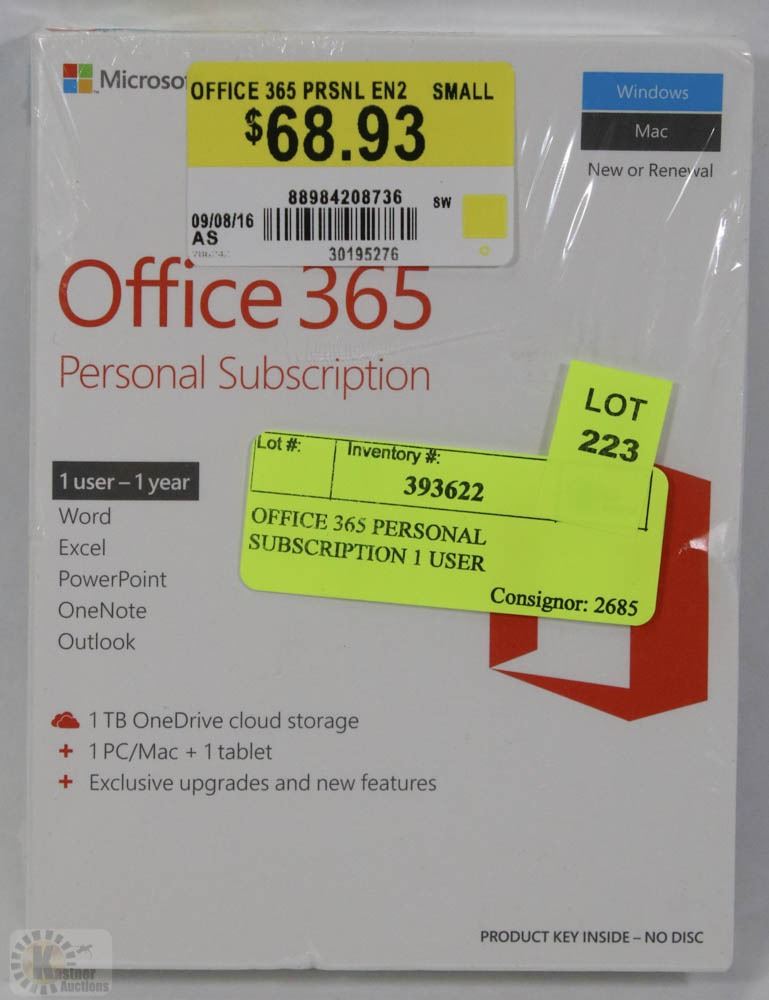 OFFICE 365 PRSNL EN2 SMALL
$68.93
88984208736
SW
09/08/16
AS
30195276
Windows
Mac
New or Renewal
Office 365
Personal Subscription
LOT
223
Lot #:
Inventory #:
393622
OFFICE 365 PERSONAL
SUBSCRIPTION 1 USER
Consignor: 2685
1 user – 1 year
Word
Excel
PowerPoint
OneNote
Outlook
1 TB OneDrive cloud storage
+ 1 PC/Mac + 1 tablet
+ Exclusive upgrades and new features
PRODUCT KEY INSIDE – NO DISC
Kastner
Auctions